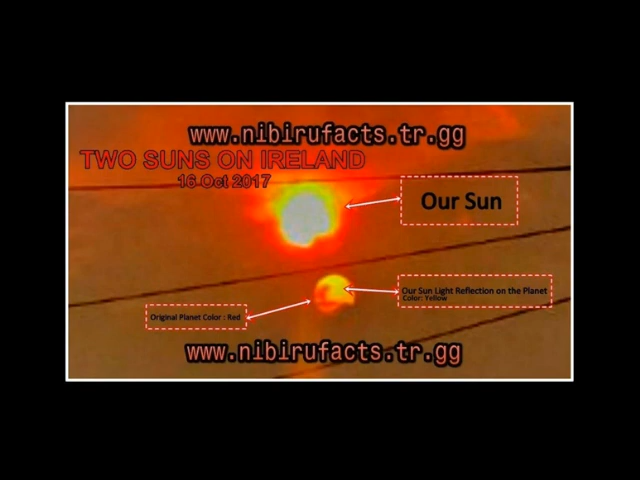 www.nibirufacts.tr.gg
TWO SUNS ON IRELAND
16 Oct 2017
Our Sun
Our Sun Light Reflection on the Planet
Color: Yellow
Original Planet Color : Red
www.nibirufacts.tr.gg